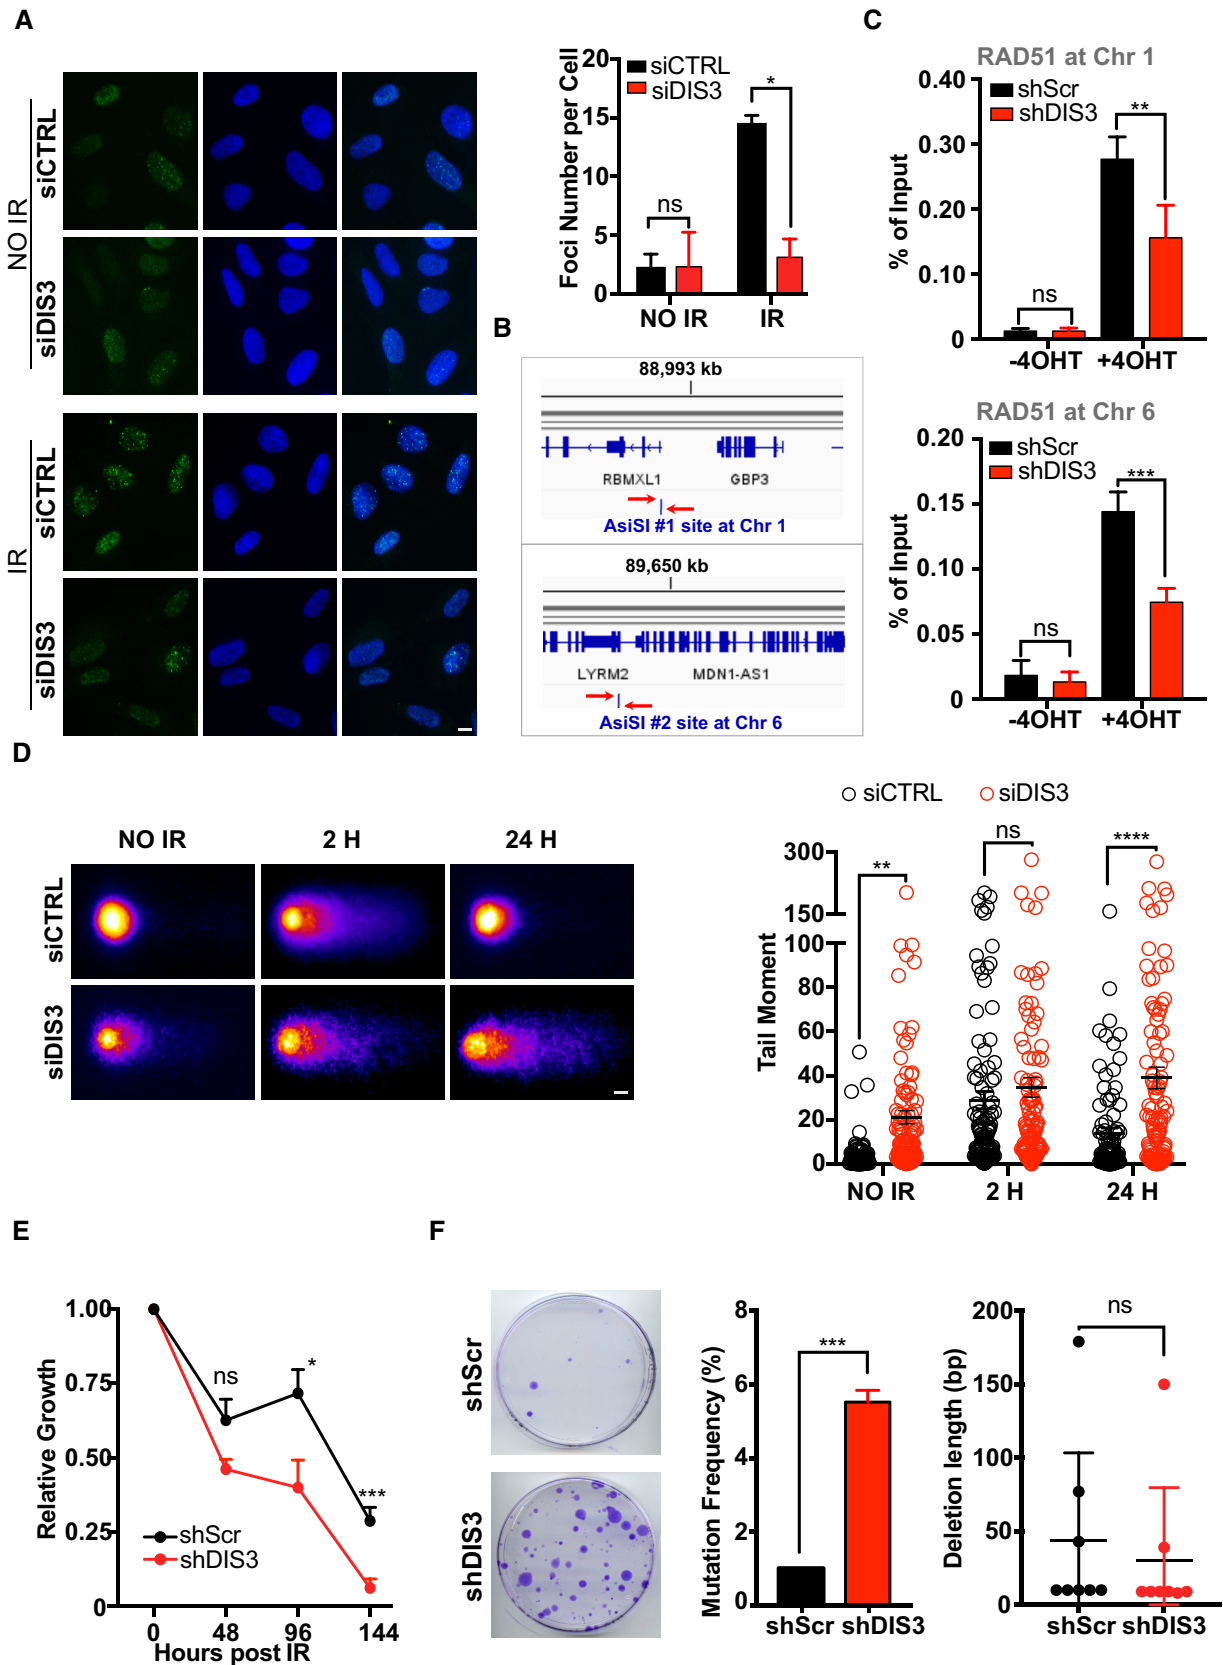 A
NO IR
siCTRL
siDIS3
IR
siCTRL
siDIS3
Foci Number per Cell
20
15
10
5
0
siCTRL
siDIS3
ns
*
NO IR
IR
B
88,993 kb
RBMXL1
GBP3
AsiSI #1 site at Chr 1
89,650 kb
LYRM2
MDN1-AS1
AsiSI #2 site at Chr 6
C
RAD51 at Chr 1
% of Input
0.40
0.30
0.20
0.10
0
shScr
shDIS3
ns
**
-4OHT
+4OHT
RAD51 at Chr 6
% of Input
0.20
0.15
0.10
0.05
0
shScr
shDIS3
ns
***
-4OHT
+4OHT
D
NO IR
2 H
24 H
siCTRL
siDIS3
siCTRL
siDIS3
Tail Moment
300
150
100
80
60
40
20
0
**
ns
****
NO IR
2 H
24 H
E
Relative Growth
1.00
0.75
0.50
0.25
0
ns
*
***
shScr
shDIS3
0
48
96
144
Hours post IR
F
shScr
shDIS3
Mutation Frequency (%)
8
6
4
2
0
***
shScr
shDIS3
Deletion length (bp)
200
150
100
50
0
ns
shScr
shDIS3